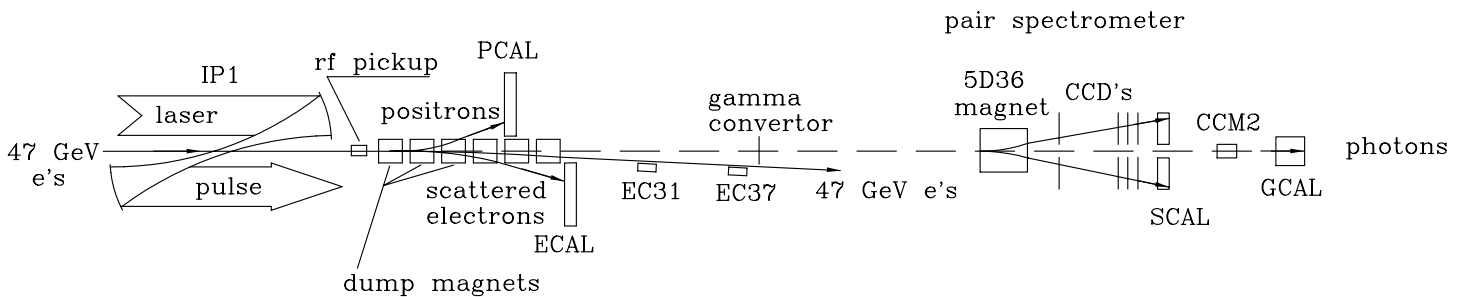 pair spectrometer
PCAL
rf pickup
IP1
5D36
magnet
CCD's
gamma
convertor
laser
positrons
CCM2
47 GeV
e's
photons
pulse
scattered
electrons
EC31
EC37
47 GeV e's
GCAL
SCAL
ECAL
dump magnets